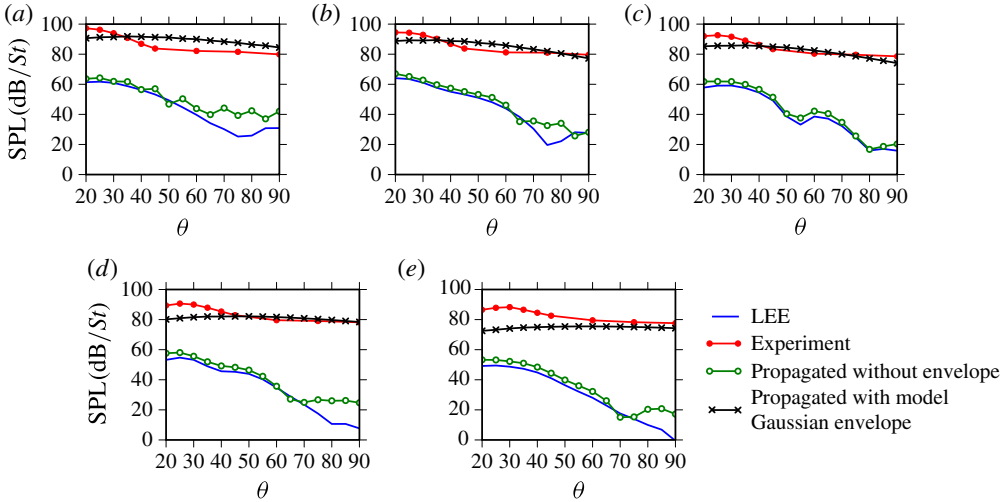 (a)
(b)
(c)
100
80
60
40
20
0
SPL(dB/St)
20 30 40 50 60 70 80 90
θ
100
80
60
40
20
0
20 30 40 50 60 70 80 90
θ
100
80
60
40
20
0
20 30 40 50 60 70 80 90
θ
(d)
(e)
100
80
60
40
20
0
SPL(dB/St)
20 30 40 50 60 70 80 90
θ
100
80
60
40
20
0
20 30 40 50 60 70 80 90
θ
LEE
Experiment
Propagated without envelope
Propagated with model
Gaussian envelope